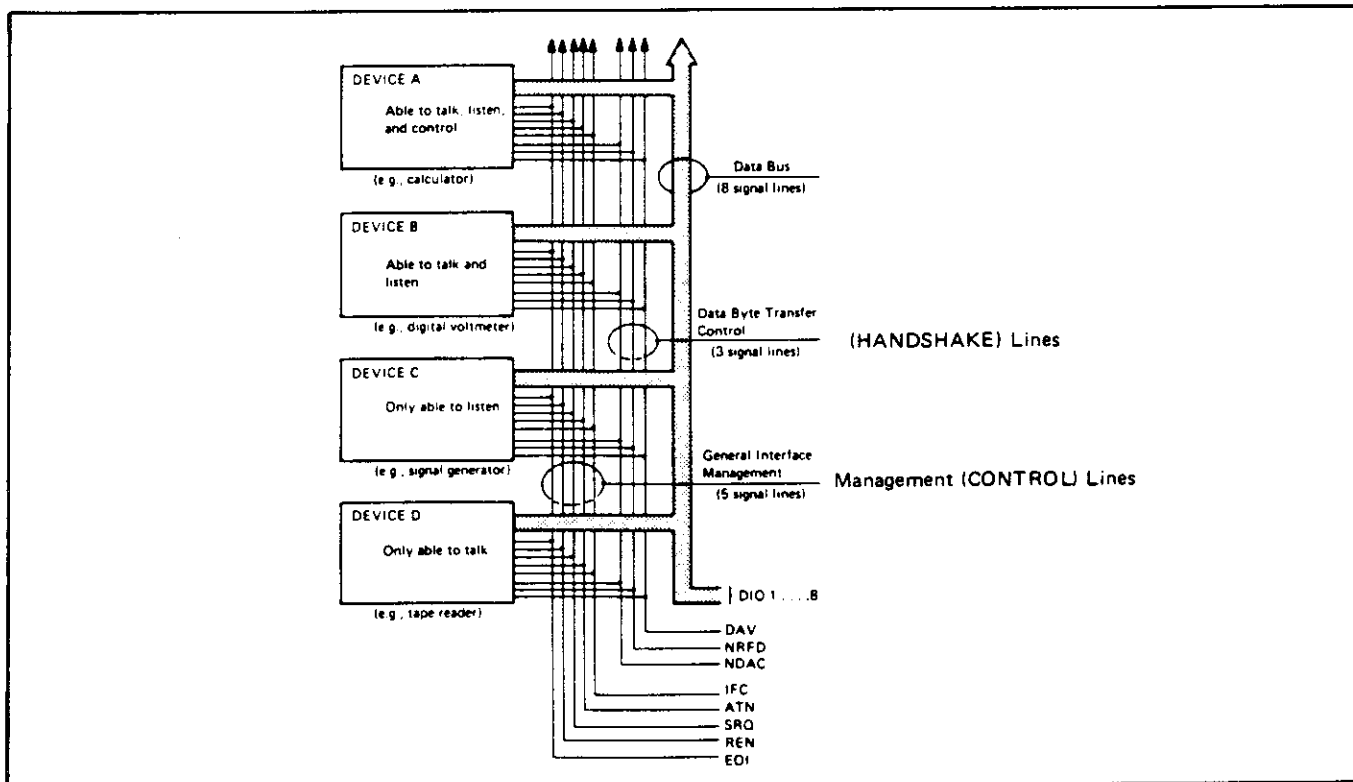 DEVICE A
Able to talk, listen,
and control
(e.g., calculator)
Data Bus
(8 signal lines)
DEVICE B
Able to talk and
listen
(e.g., digital voltmeter)
Data Byte Transfer
Control
(3 signal lines)
(HANDSHAKE) Lines
DEVICE C
Only able to listen
(e.g., signal generator)
General Interface
Management
(5 signal lines)
Management (CONTROL) Lines
DEVICE D
Only able to talk
(e.g., tape reader)
DIO 1 . . . . 8
DAV
NRFD
NDAC
IFC
ATN
SRQ
REN
EOI